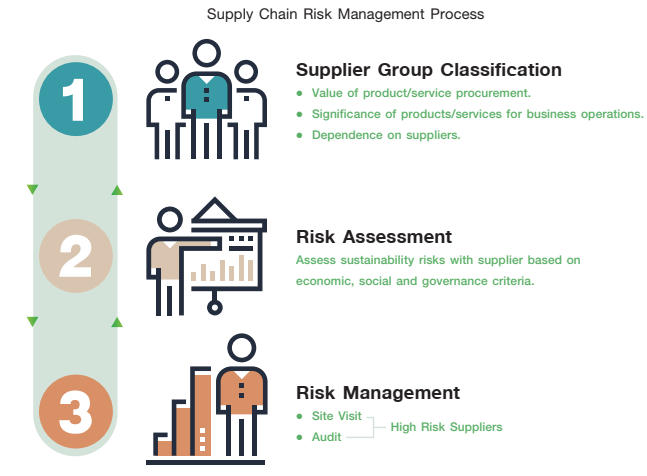 Supply Chain Risk Management Process
1
Supplier Group Classification
• Value of product/service procurement.
• Significance of products/services for business operations.
• Dependence on suppliers.
2
Risk Assessment
Assess sustainability risks with supplier based on
economic, social and governance criteria.
3
Risk Management
• Site Visit
• Audit
High Risk Suppliers